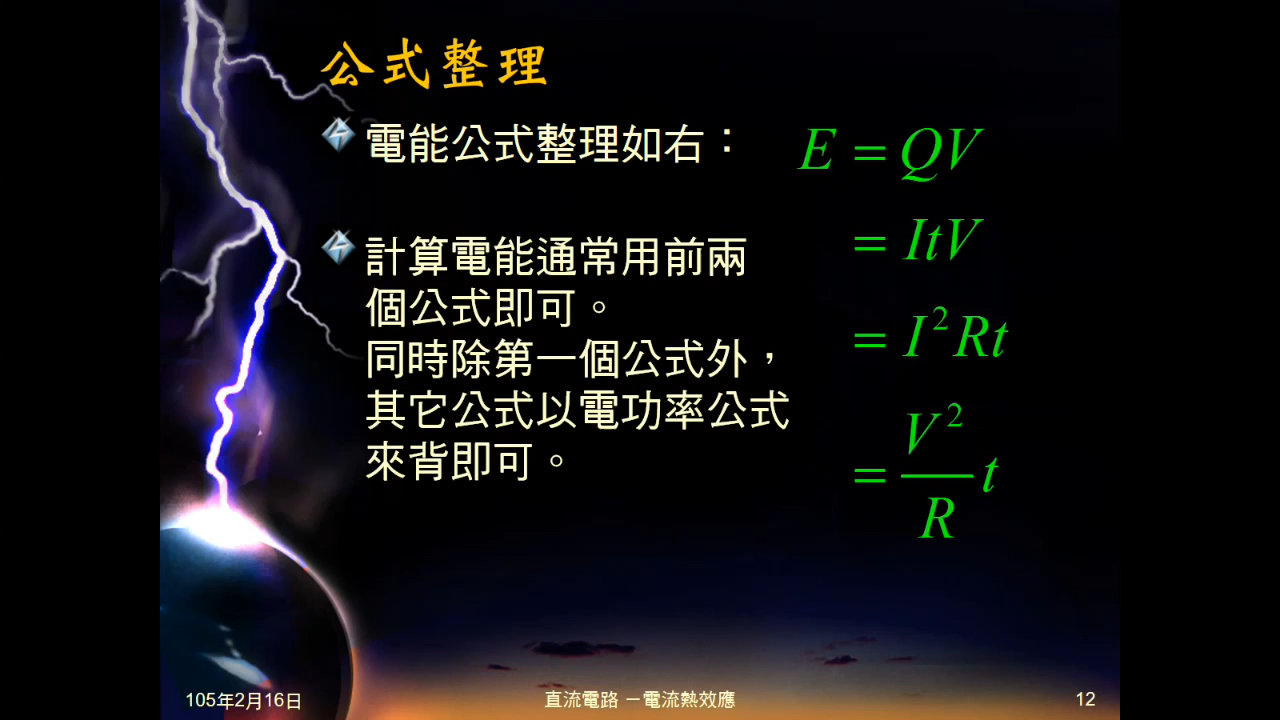 公式整理
電能公式整理如右：
E = QV
= ItV
= I²Rt
= V²/R t
計算電能通常用前兩
個公式即可。
同時除第一個公式外，
其它公式以電功率公式
來背即可。
105年2月16日
直流電路 －電流熱效應
12